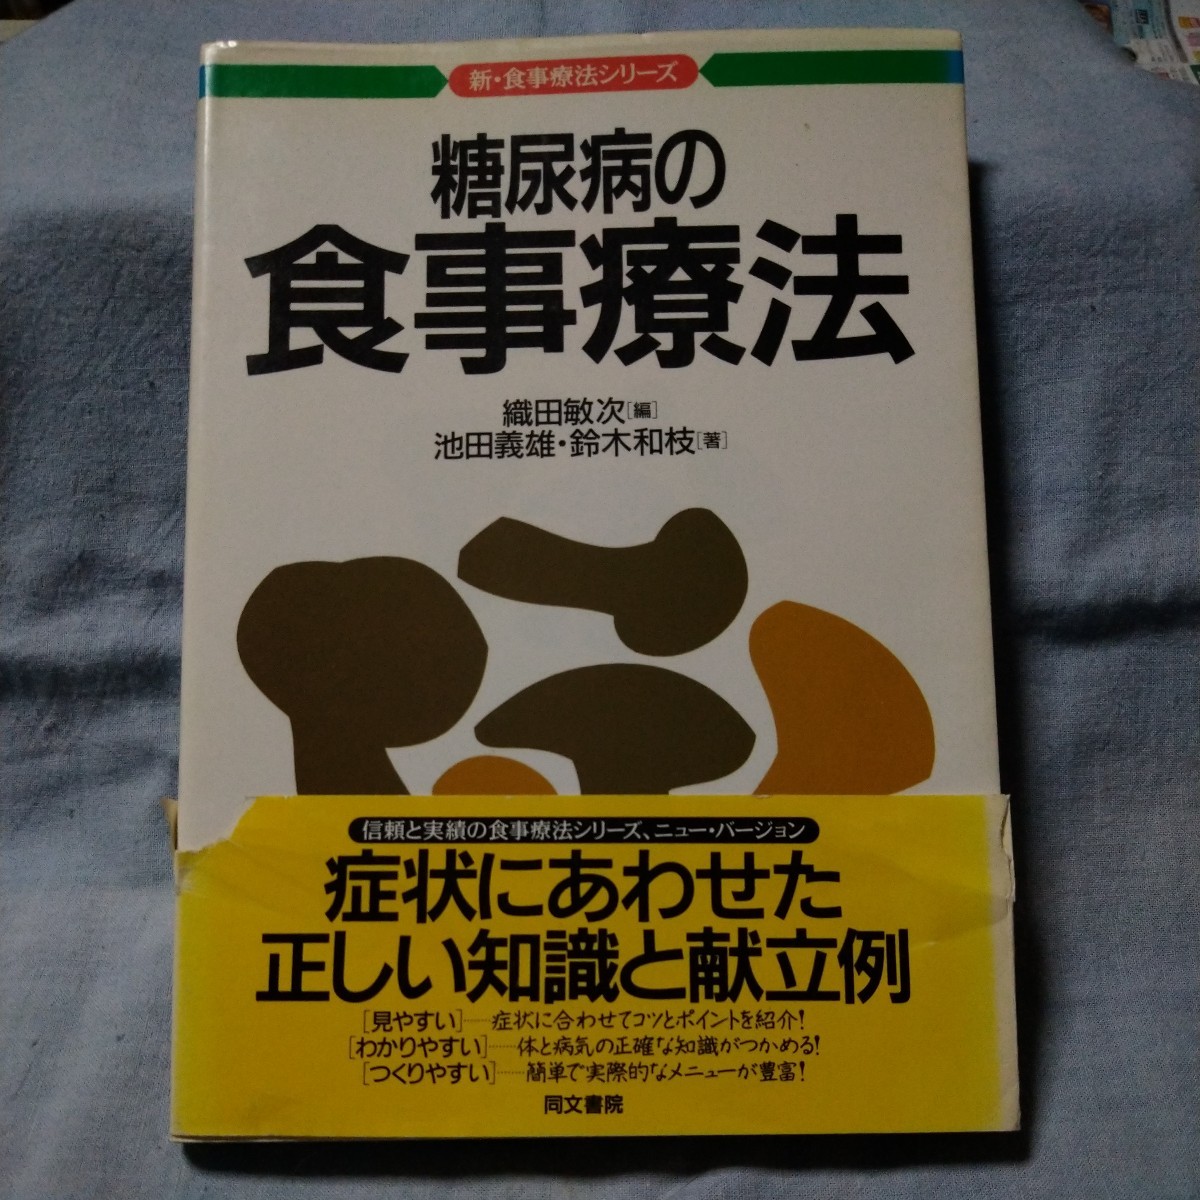 新・食事療法シリーズ
糖尿病の
食事療法
織田敏次[編]
池田義雄・鈴木和枝[著]
信頼と実績の食事療法シリーズ、ニュー・バージョン
症状にあわせた
正しい知識と献立例
[見やすい]……症状に合わせてコツとポイントを紹介!
[わかりやすい]……体と病気の正確な知識がつかめる!
[つくりやすい]……簡単で実際的なメニューが豊富!
同文書院